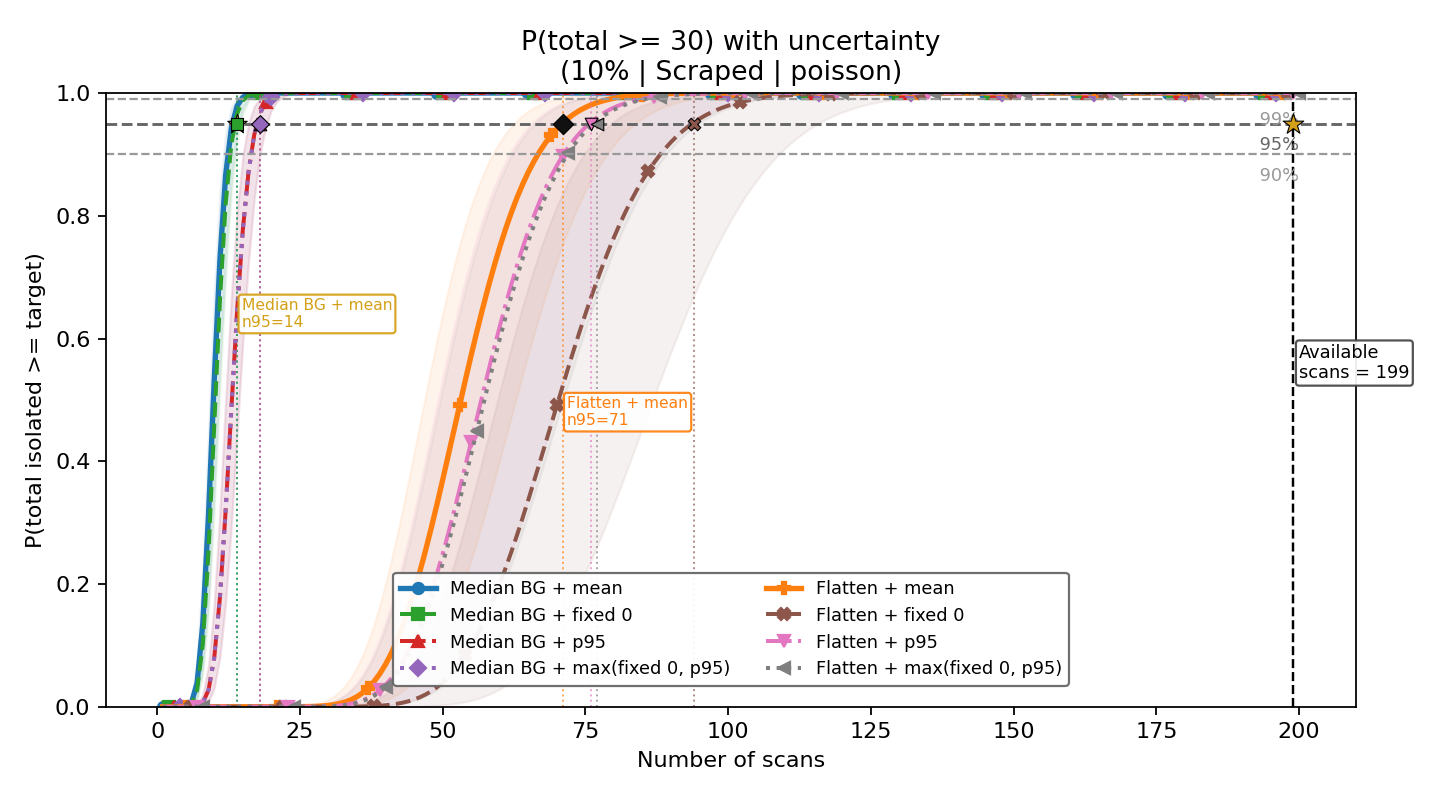 P(total >= 30) with uncertainty
(10% | Scraped | poisson)
P(total isolated >= target)
1.0
0.8
0.6
0.4
0.2
0.0
99%
95%
90%
Median BG + mean
n95=14
Available
scans = 199
Flatten + mean
n95=71
Median BG + mean
Median BG + fixed 0
Median BG + p95
Median BG + max(fixed 0, p95)
Flatten + mean
Flatten + fixed 0
Flatten + p95
Flatten + max(fixed 0, p95)
0 25 50 75 100 125 150 175 200
Number of scans